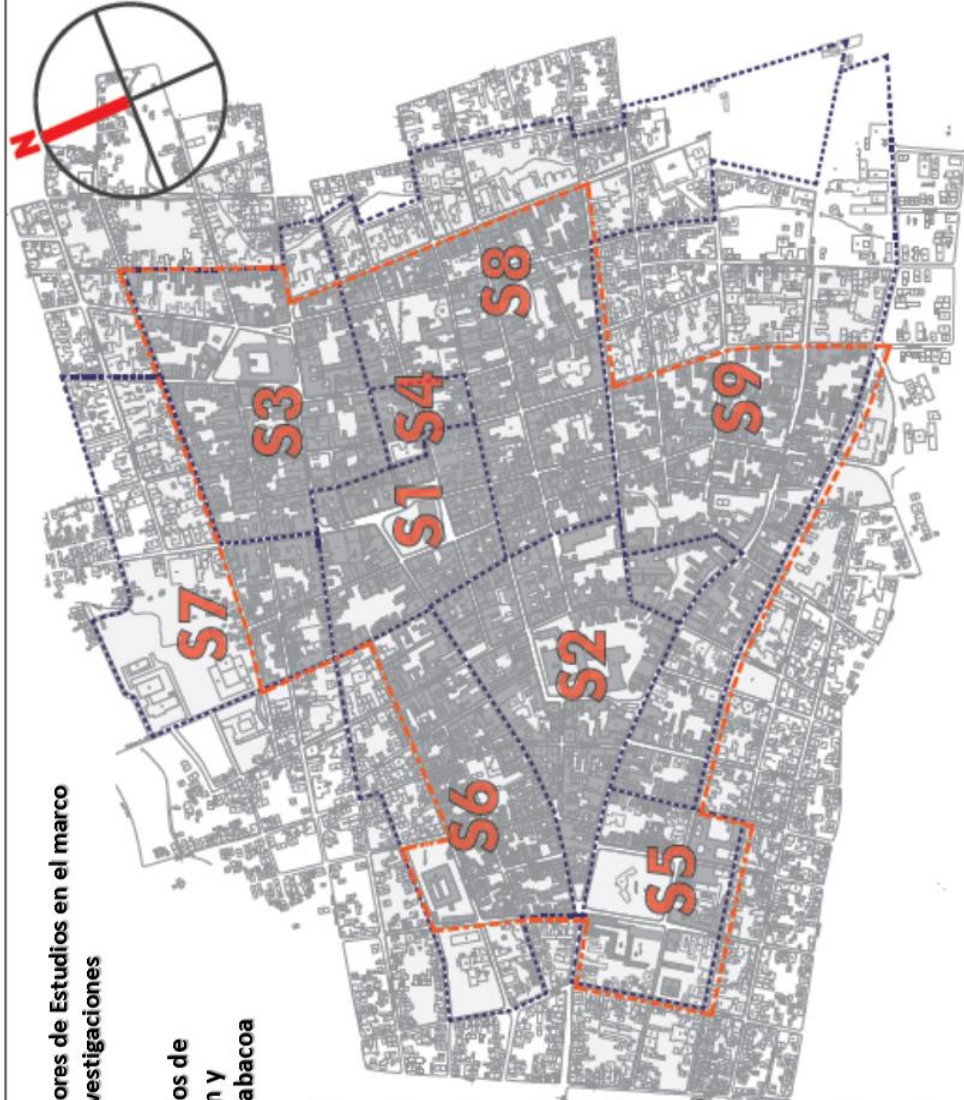 ores de Estudios en el marco
vestigaciones
os de
n y
abacoa
N
S3
S8
S4
S1
S9
S7
S2
S6
S5